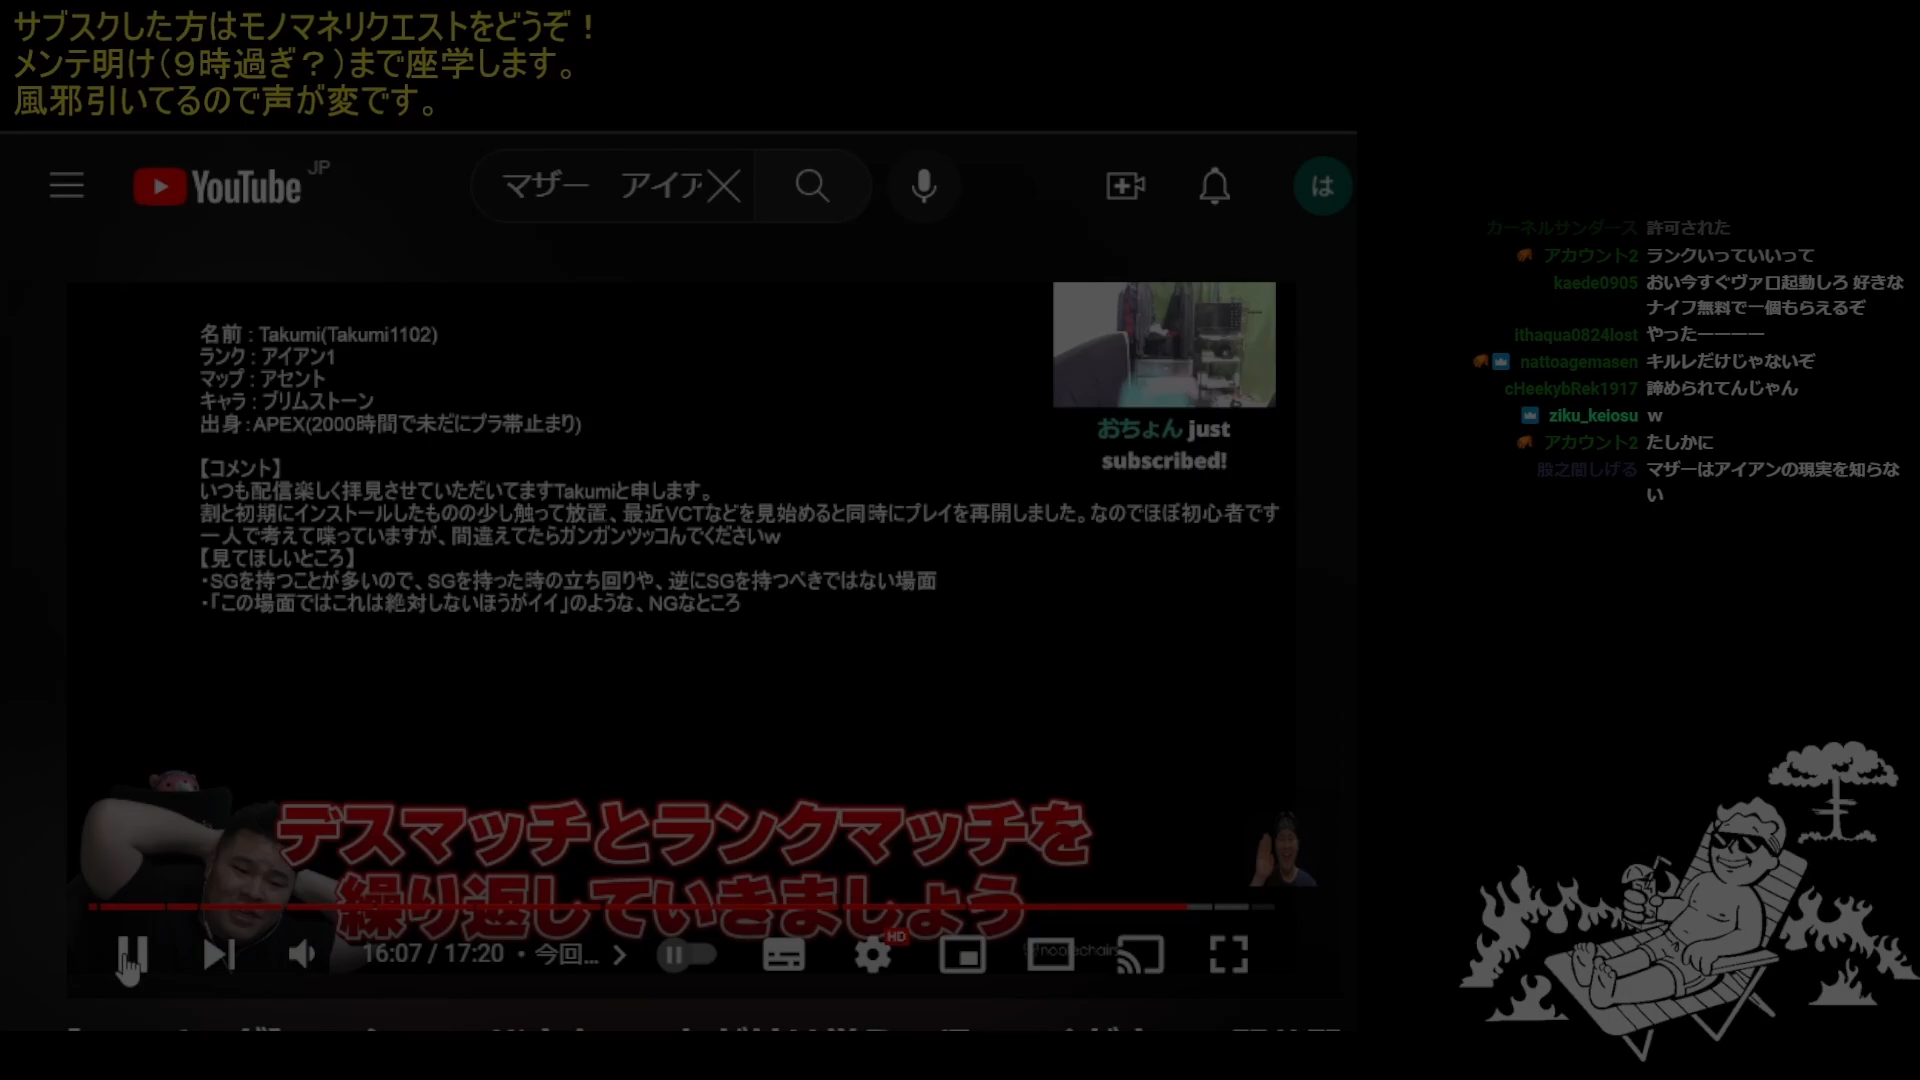 サブスクした方はモノマネリクエストをどうぞ！
メンテ明け(９時過ぎ？)まで座学します。
風邪引いてるので声が変です。
YouTube JP
マザー　アイア
は
名前 : Takumi(Takumi1102)
ランク : アイアン1
マップ : アセント
キャラ : ブリムストーン
出身 : APEX(2000時間で未だにプラ帯止まり)
【コメント】
いつも配信楽しく拝見させていただいてますTakumiと申します。
割と初期にインストールしたものの少し触って放置、最近VCTなどを見始めると同時にプレイを再開しました。なのでほぼ初心者です
一人で考えて喋っていますが、間違えてたらガンガンツッコんでくださいw
【見てほしいところ】
・SGを持つことが多いので、SGを持った時の立ち回りや、逆にSGを持つべきではない場面
・「この場面ではこれは絶対しないほうがイイ」のような、NGなところ
おちょん just
subscribed!
デスマッチとランクマッチを
繰り返していきましょう
16:07 / 17:20 ・今回...
HD
noblechairs
カーネルサンダース 許可された
アカウント2 ランクいっていいって
kaede0905 おい今すぐヴァロ起動しろ 好きな
ナイフ無料で一個もらえるぞ
ithaqua0824lost やったーーーー
nattoagemasen キルレだけじゃないぞ
cHeekybRek1917 諦められてんじゃん
ziku_keiosu w
アカウント2 たしかに
股之間しげる マザーはアイアンの現実を知らな
い